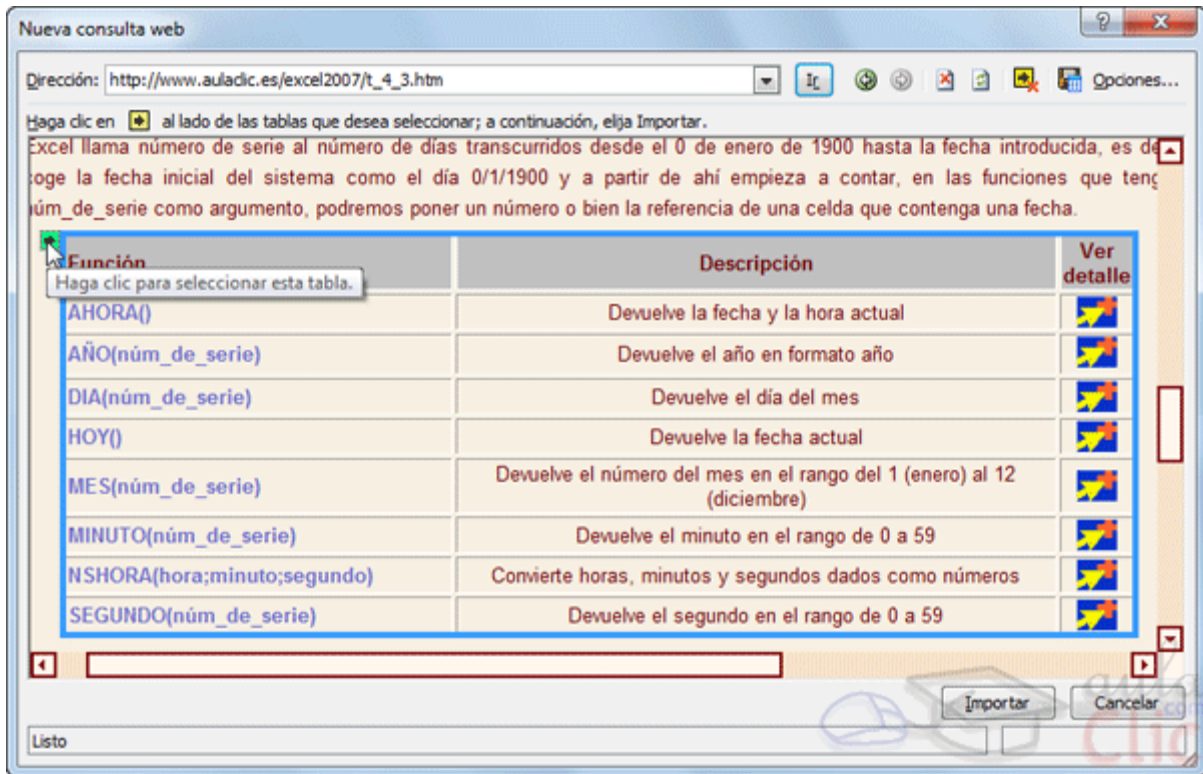 Nueva consulta web
Dirección: http://www.auladic.es/excel2007/t_4_3.htm Ir Opciones...
Haga clic en al lado de las tablas que desea seleccionar; a continuación, elija Importar.
Excel llama número de serie al número de días transcurridos desde el 0 de enero de 1900 hasta la fecha introducida, es de
coge la fecha inicial del sistema como el día 0/1/1900 y a partir de ahí empieza a contar, en las funciones que teng
núm_de_serie como argumento, podremos poner un número o bien la referencia de una celda que contenga una fecha.
Función Descripción Ver
detalle
Haga clic para seleccionar esta tabla.
AHORA() Devuelve la fecha y la hora actual
AÑO(núm_de_serie) Devuelve el año en formato año
DIA(núm_de_serie) Devuelve el día del mes
HOY() Devuelve la fecha actual
MES(núm_de_serie) Devuelve el número del mes en el rango del 1 (enero) al 12
(diciembre)
MINUTO(núm_de_serie) Devuelve el minuto en el rango de 0 a 59
NSHORA(hora;minuto;segundo) Convierte horas, minutos y segundos dados como números
SEGUNDO(núm_de_serie) Devuelve el segundo en el rango de 0 a 59
Importar Cancelar
aula
.com
Clic
Listo